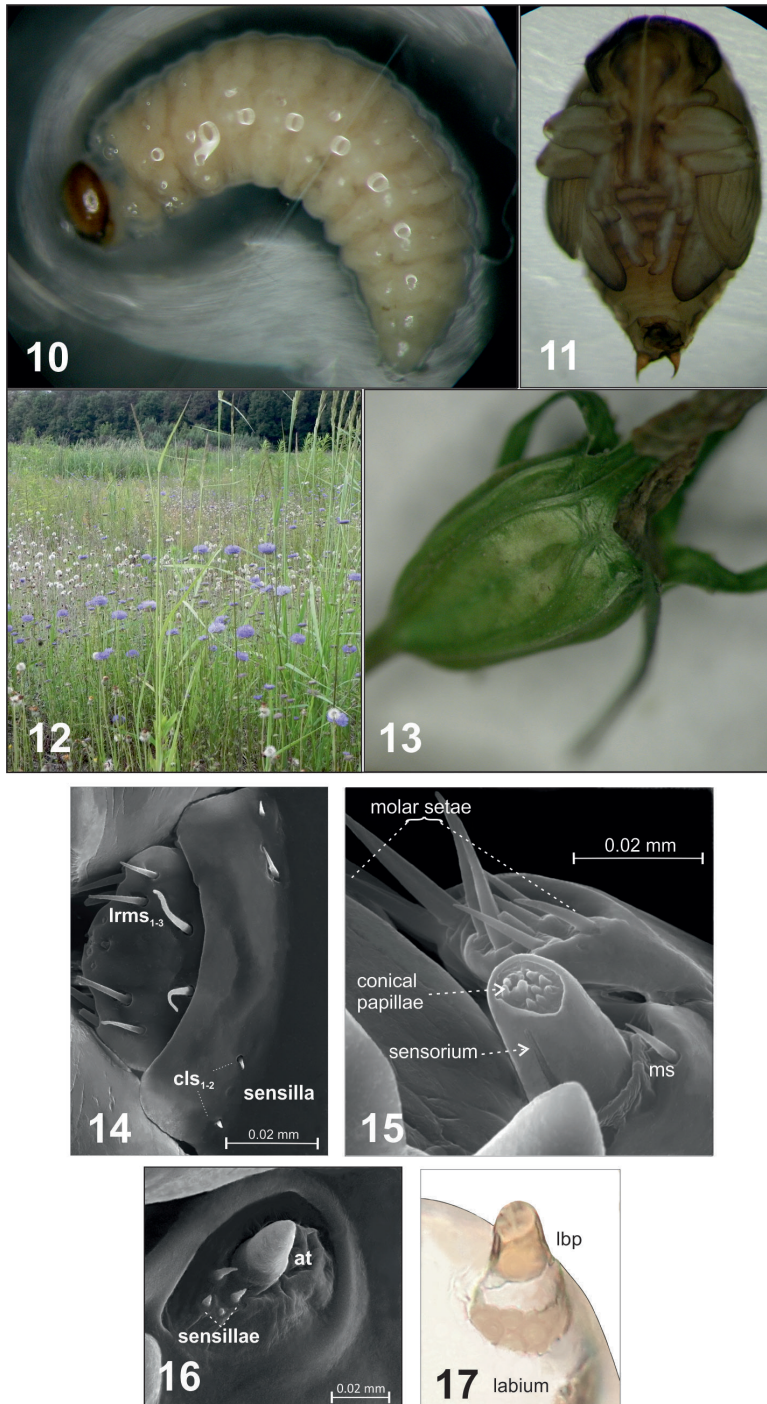 10
11
12
13
molar setae
0.02 mm
lrms1-3
conical
papillae
sensorium
cls1-2
sensilla
ms
14
0.02 mm
15
at
sensillae
16
0.02 mm
lbp
17
labium